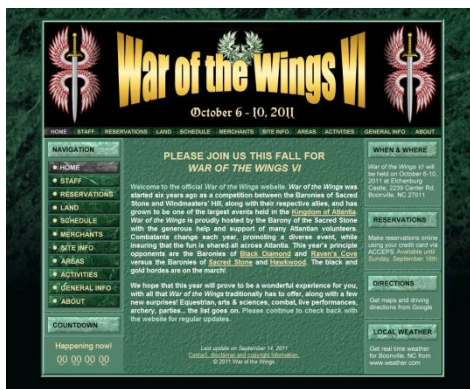 War of the Wings VI
October 6 - 10, 2011
HOME STAFF RESERVATIONS LAND SCHEDULE MERCHANTS SITE INFO AREAS ACTIVITIES GENERAL INFO ABOUT
NAVIGATION
HOME
STAFF
RESERVATIONS
LAND
SCHEDULE
MERCHANTS
SITE INFO
AREAS
ACTIVITIES
GENERAL INFO
ABOUT
COUNTDOWN
Happening now!
00 00 00 00
PLEASE JOIN US THIS FALL FOR
WAR OF THE WINGS VI
Welcome to the official War of the Wings website. War of the Wings was
started six years ago as a competition between the Baronies of Sacred
Stone and Windmasters' Hill, along with their respective allies, and has
grown to be one of the largest events held in the Kingdom of Atlantia.
War of the Wings is proudly hosted by the Barony of the Sacred Stone
with the generous help and support of many Atlantian volunteers.
Combatants change each year, promoting a diverse event, while
insuring that the fun is shared all across Atlantia. This year's principle
opponents are the Baronies of Black Diamond and Raven's Cove
versus the Baronies of Sacred Stone and Hawkwood. The black and
gold hordes are on the march!
We hope that this year will prove to be a wonderful experience for you,
with all that War of the Wings traditionally has to offer, along with a few
new surprises! Equestrian, arts & sciences, combat, live performances,
archery, parties... the list goes on. Please continue to check back with
the website for regular updates.
Last update on September 14, 2011
Contact, disclaimer and copyright information.
© 2011 War of the Wings
WHEN & WHERE
War of the Wings VI will
be held on October 6-10,
2011 at Elchenburg
Castle, 2239 Center Rd,
Boonville, NC 27011
RESERVATIONS
Make reservations online
using your credit card via
ACCEPS. Available until
Sunday, September 18th
DIRECTIONS
Get maps and driving
directions from Google
LOCAL WEATHER
Get real time weather
for Boonville, NC from
www.weather.com